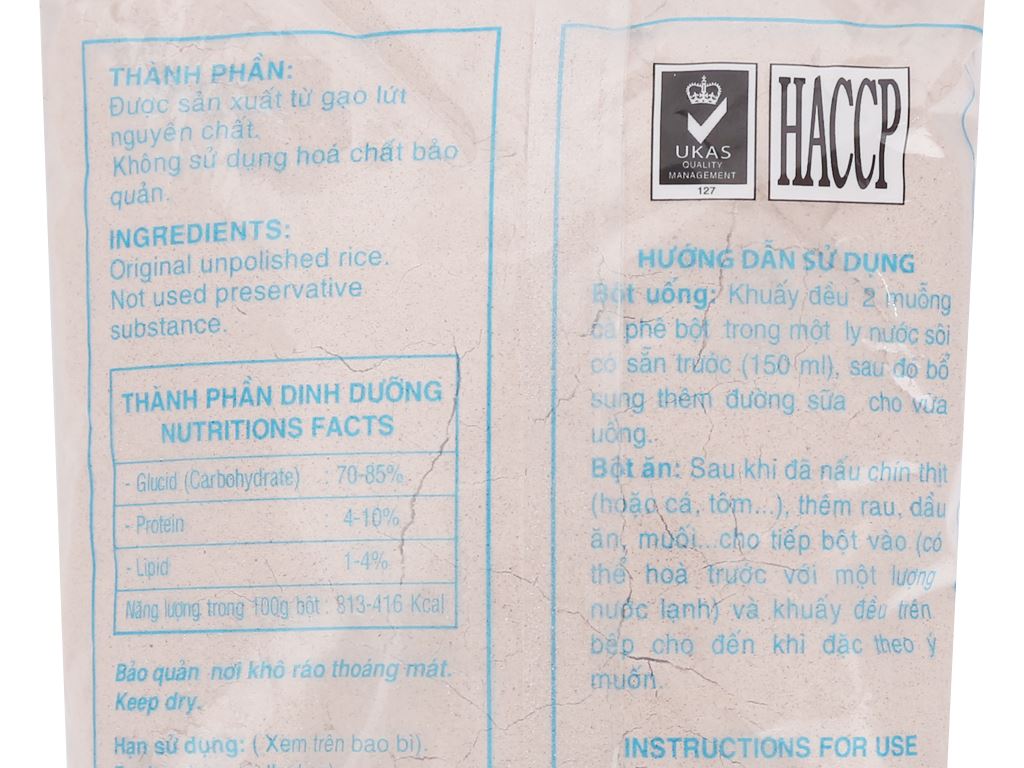 THÀNH PHẦN:
Được sản xuất từ gạo lứt
nguyên chất.
Không sử dụng hoá chất bảo
quản.
INGREDIENTS:
Original unpolished rice.
Not used preservative
substance.
THÀNH PHẦN DINH DƯỠNG
NUTRITIONS FACTS
- Glucid (Carbohydrate) : 70-85%
- Protein 4-10%
- Lipid 1-4%
Năng lượng trong 100g bột : 813-416 Kcal
Bảo quản nơi khô ráo thoáng mát.
Keep dry.
Hạn sử dụng: ( Xem trên bao bì).
UKAS
QUALITY
MANAGEMENT
127
HACCP
HƯỚNG DẪN SỬ DỤNG
Bột uống: Khuấy đều 2 muỗng
cà phê bột trong một ly nước sôi
có sẵn trước (150 ml), sau đó bổ
sung thêm đường sữa cho vừa
uống..
Bột ăn: Sau khi đã nấu chín thịt
(hoặc cá, tôm...), thêm rau, dầu
ăn, muối...cho tiếp bột vào (có
thể hoà trước với một lượng
nước lạnh) và khuấy đều trên
bếp cho đến khi đặc theo ý
muốn.
INSTRUCTIONS FOR USE